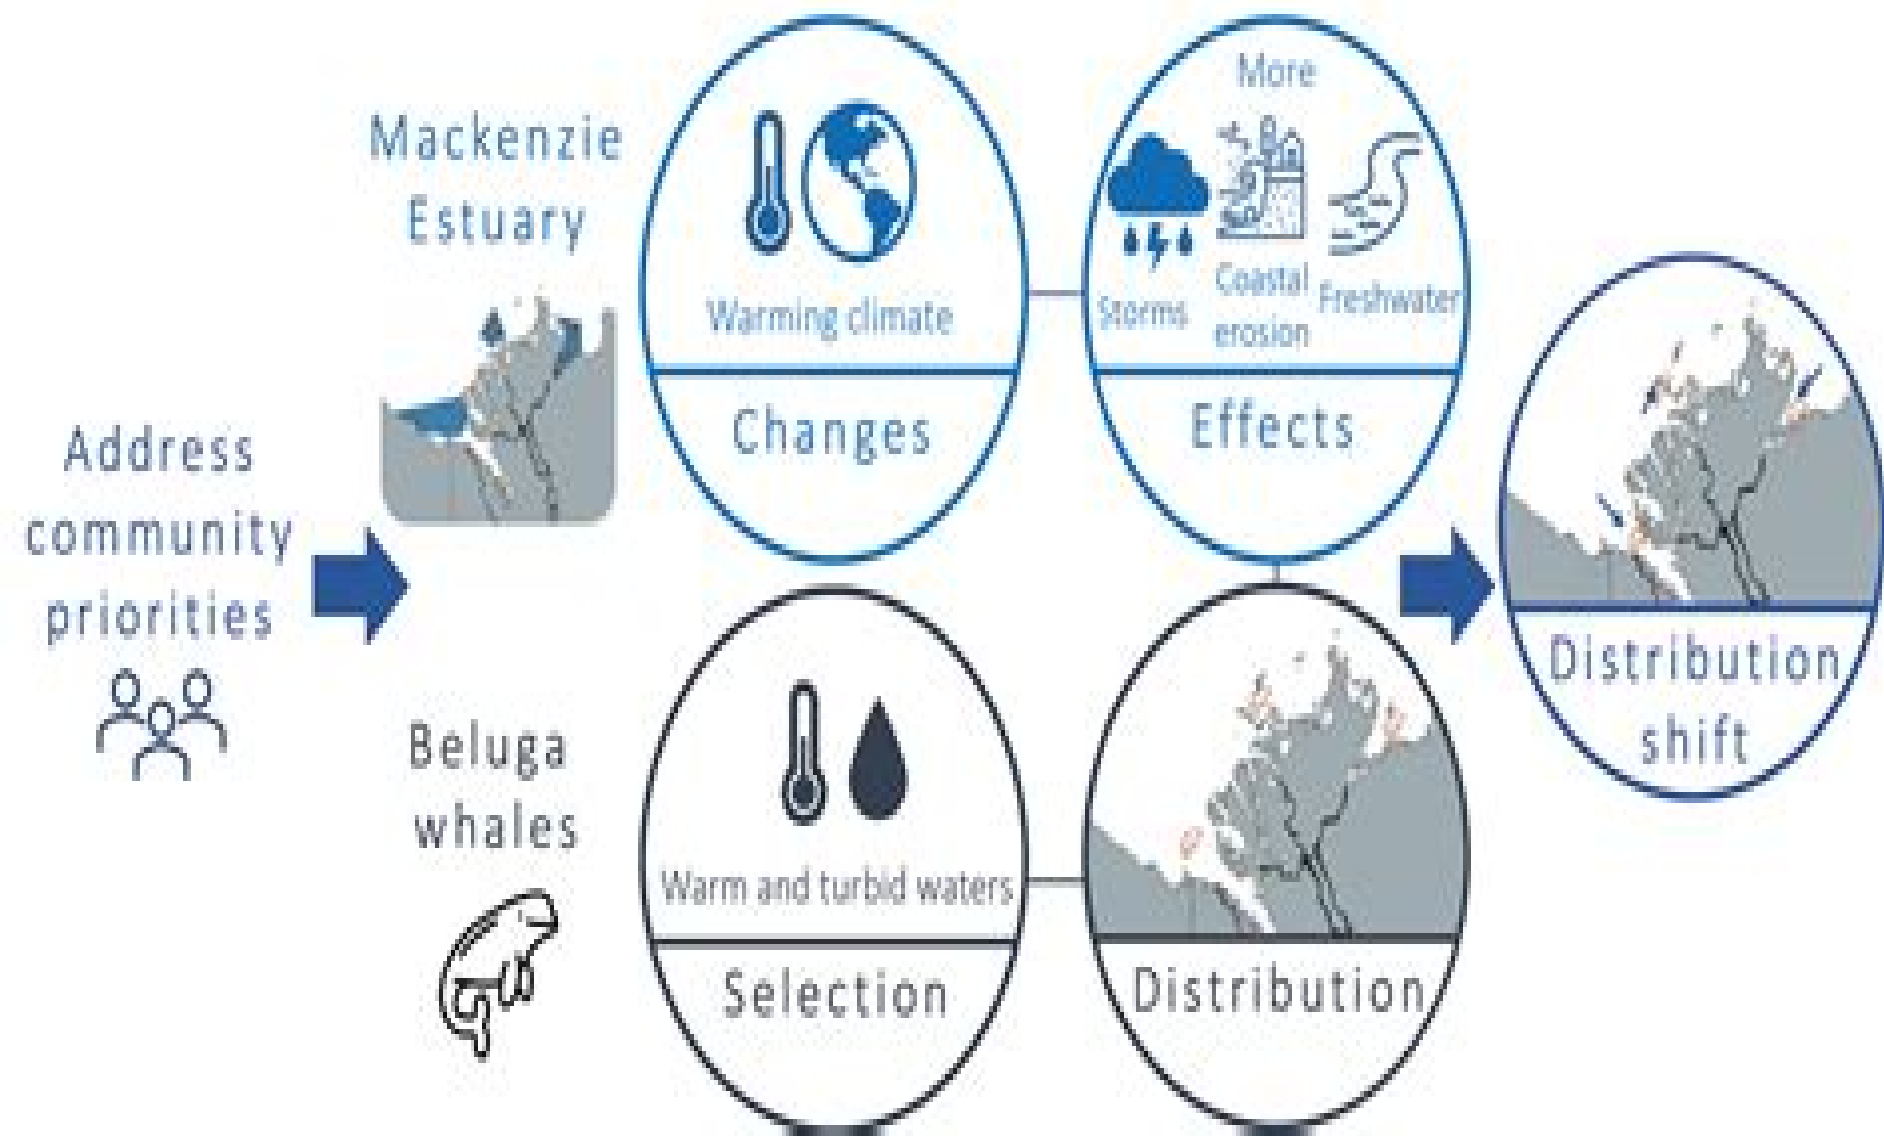 Address
community
priorities
Mackenzie
Estuary
Warming climate
Changes
More
Storms
Coastal
erosion
Freshwater
Effects
Beluga
whales
Warm and turbid waters
Selection
Distribution
Distribution
shift